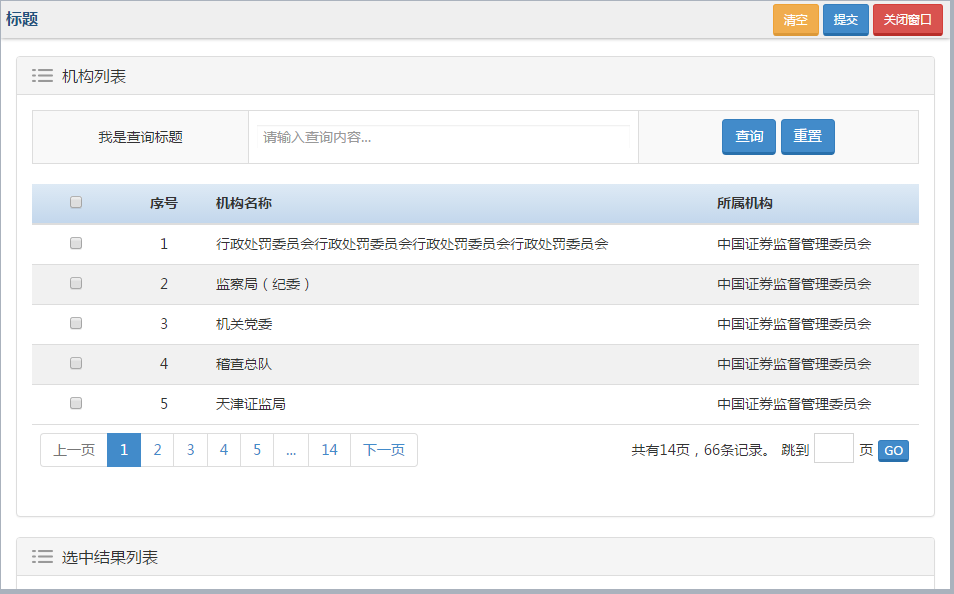 标题 清空 提交 关闭窗口
机构列表
我是查询标题 请输入查询内容... 查询 重置
序号 机构名称 所属机构
1 行政处罚委员会行政处罚委员会行政处罚委员会行政处罚委员会 中国证券监督管理委员会
2 监察局（纪委） 中国证券监督管理委员会
3 机关党委 中国证券监督管理委员会
4 稽查总队 中国证券监督管理委员会
5 天津证监局 中国证券监督管理委员会
上一页 1 2 3 4 5 ... 14 下一页 共有14页，66条记录。 跳到 页 GO
选中结果列表